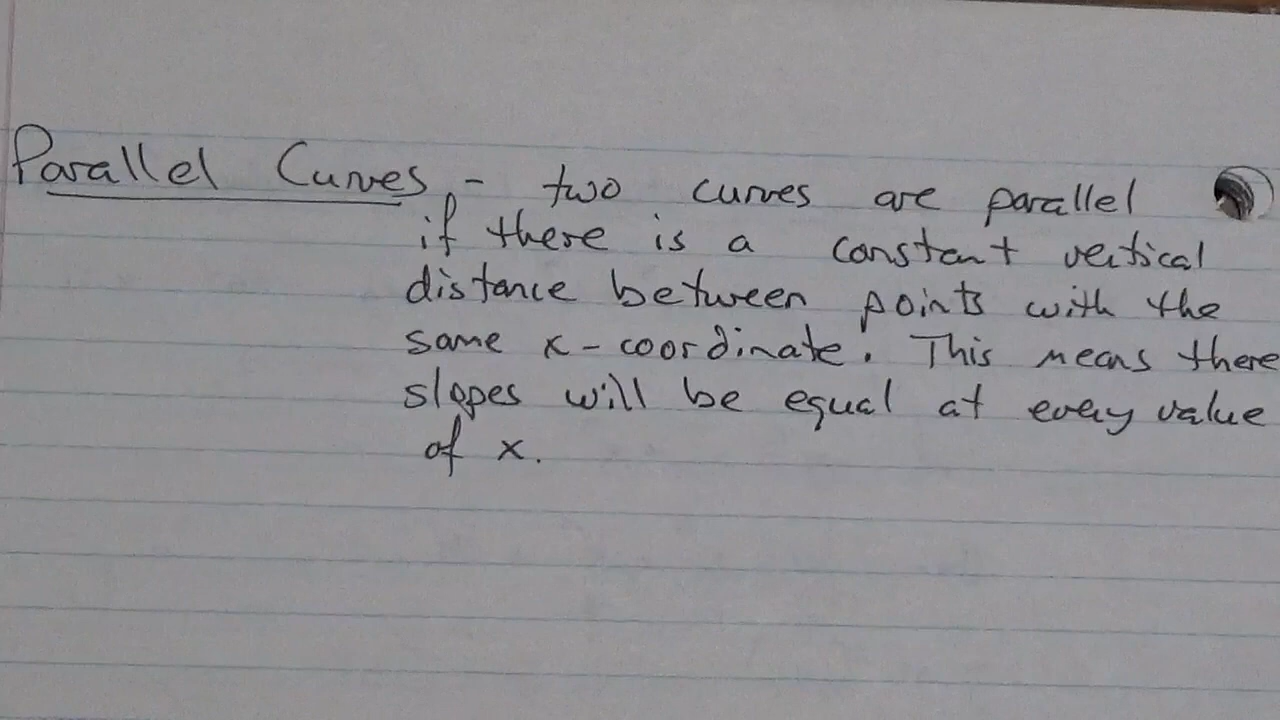 Parallel Curves - two curves are parallel
if there is a constant vertical
distance between points with the
same x-coordinate. This means there
slopes will be equal at every value
of x.